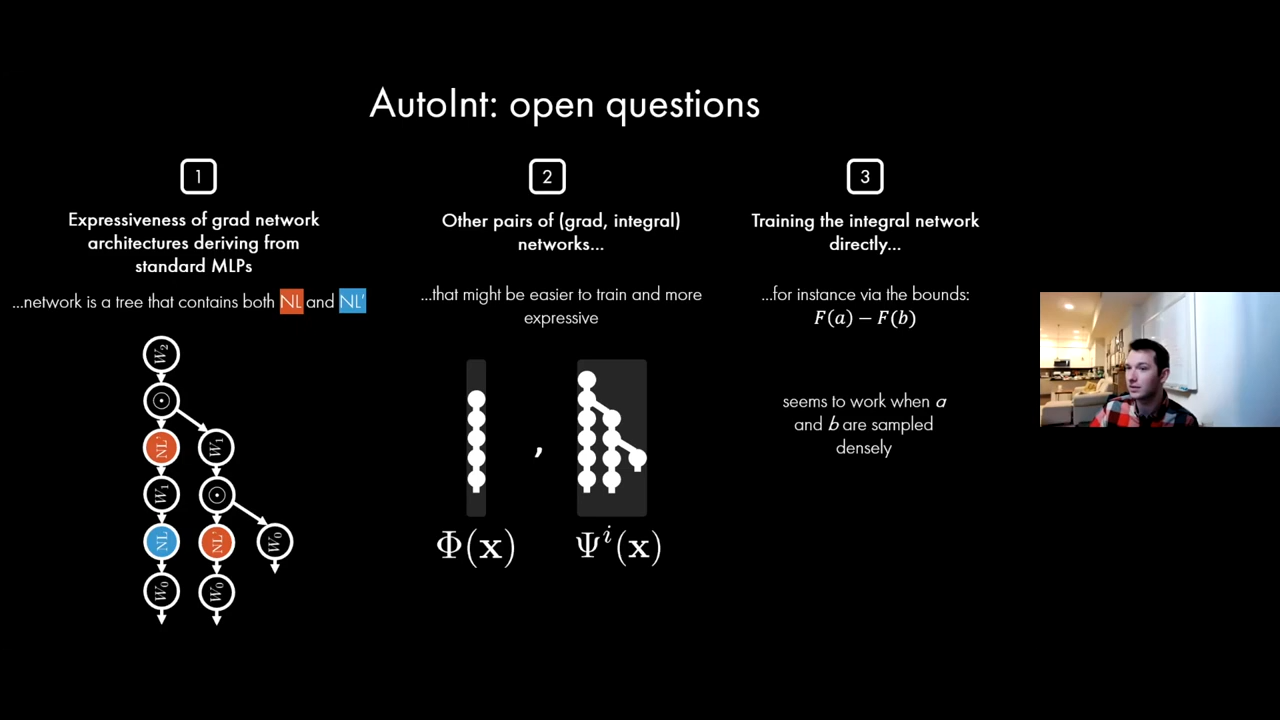 AutoInt: open questions
1
Expressiveness of grad network
architectures deriving from
standard MLPs
...network is a tree that contains both NL and NL'
W₂
⊙
NL'
W₁
W₁
⊙
NL
NL'
W₀
W₀
W₀
2
Other pairs of (grad, integral)
networks...
...that might be easier to train and more
expressive
,
Φ(x)
Ψⁱ(x)
3
Training the integral network
directly...
...for instance via the bounds:
F(a) − F(b)
seems to work when a
and b are sampled
densely